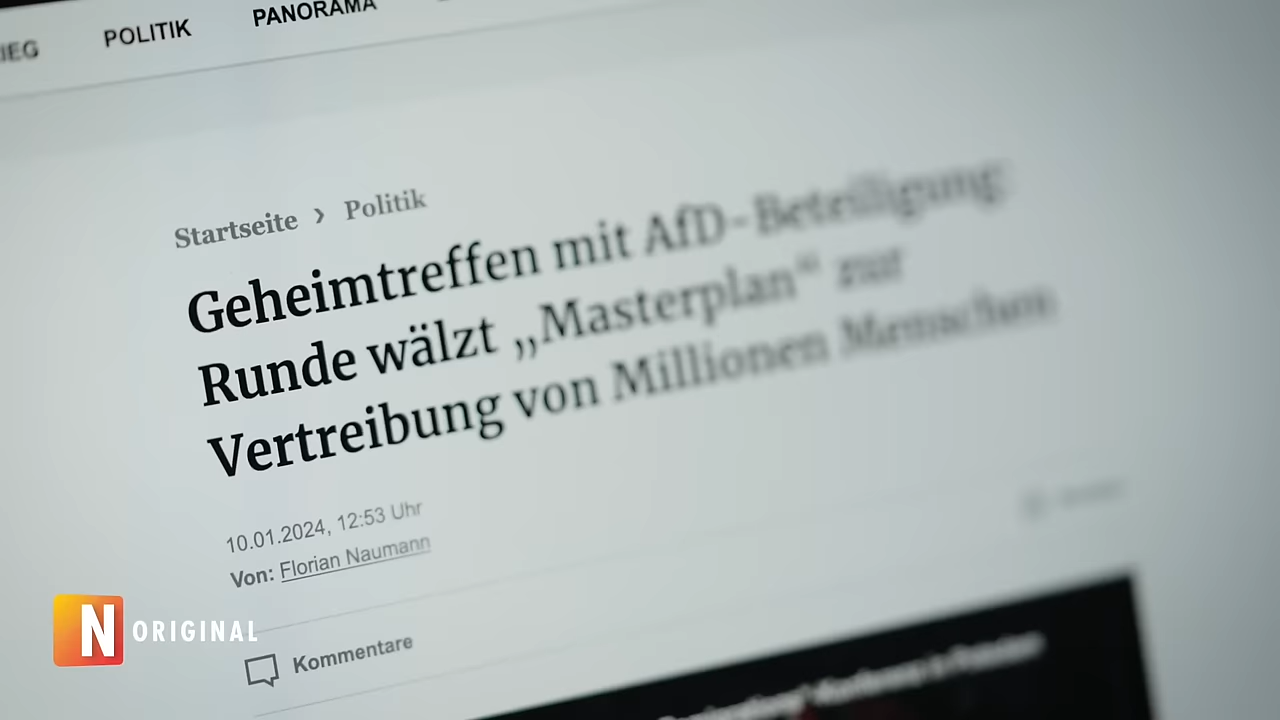 IEG POLITIK PANORAMA
Startseite › Politik
Geheimtreffen mit AfD-Beteiligung:
Runde wälzt „Masterplan“ zur
Vertreibung von Millionen Menschen
10.01.2024, 12:53 Uhr
Von: Florian Naumann
Kommentare
N ORIGINAL